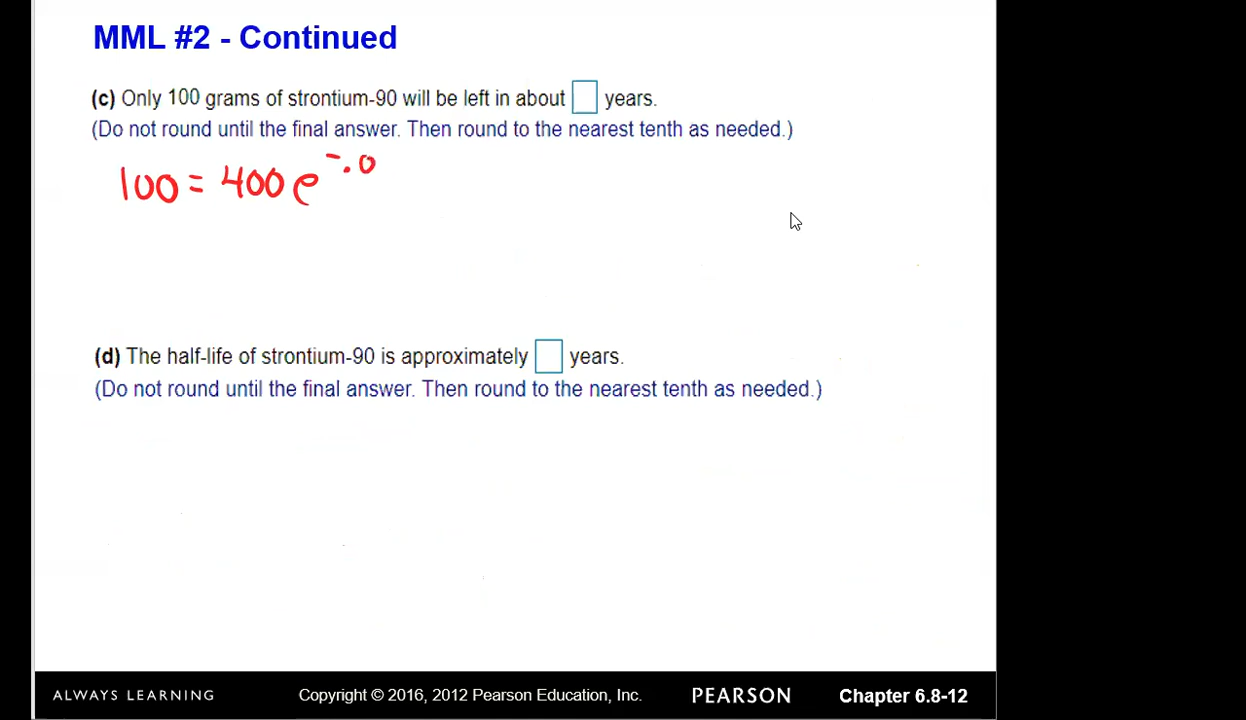 MML #2 - Continued
(c) Only 100 grams of strontium-90 will be left in about years.
(Do not round until the final answer. Then round to the nearest tenth as needed.)
100 = 400 e^-.0
(d) The half-life of strontium-90 is approximately years.
(Do not round until the final answer. Then round to the nearest tenth as needed.)
ALWAYS LEARNING Copyright © 2016, 2012 Pearson Education, Inc. PEARSON Chapter 6.8-12